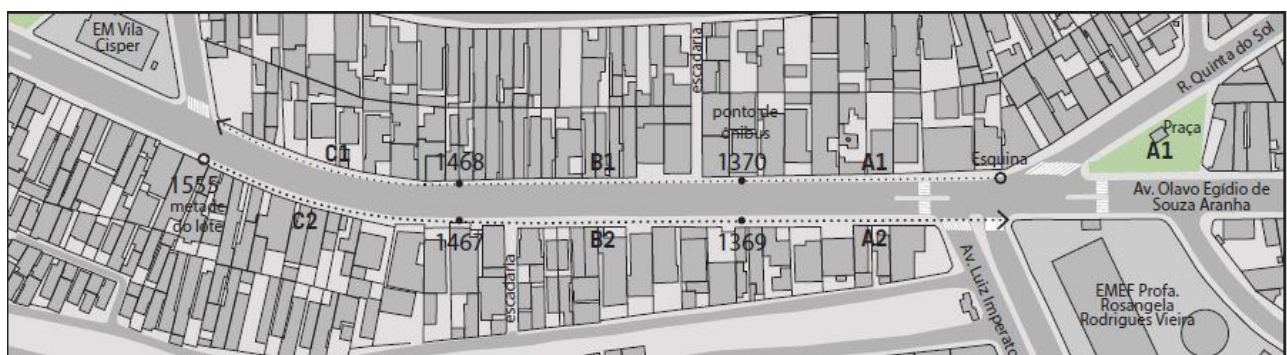 EM Vila
Cisper
escadaria
R. Quinta do Sol
ponto de
ônibus
Praça
A1
C1
1468
B1
1370
A1
Esquina
1555
metade
do lote
C2
1467
B2
1369
A2
Av. Olavo Egídio de
Souza Aranha
escadaria
Av. Luiz Imperato
EMEF Profa.
Rosângela
Rodrigues Vieira